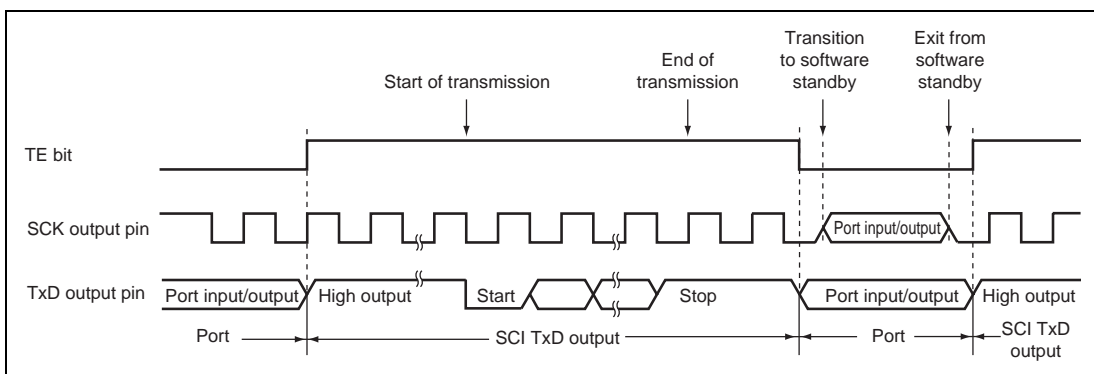 Transition
to software
standby
Exit from
software
standby
End of
transmission
Start of transmission
TE bit
SCK output pin
Port input/output
TxD output pin
Port input/output
High output
Start
Stop
Port input/output
High output
Port
SCI TxD output
Port
SCI TxD
output